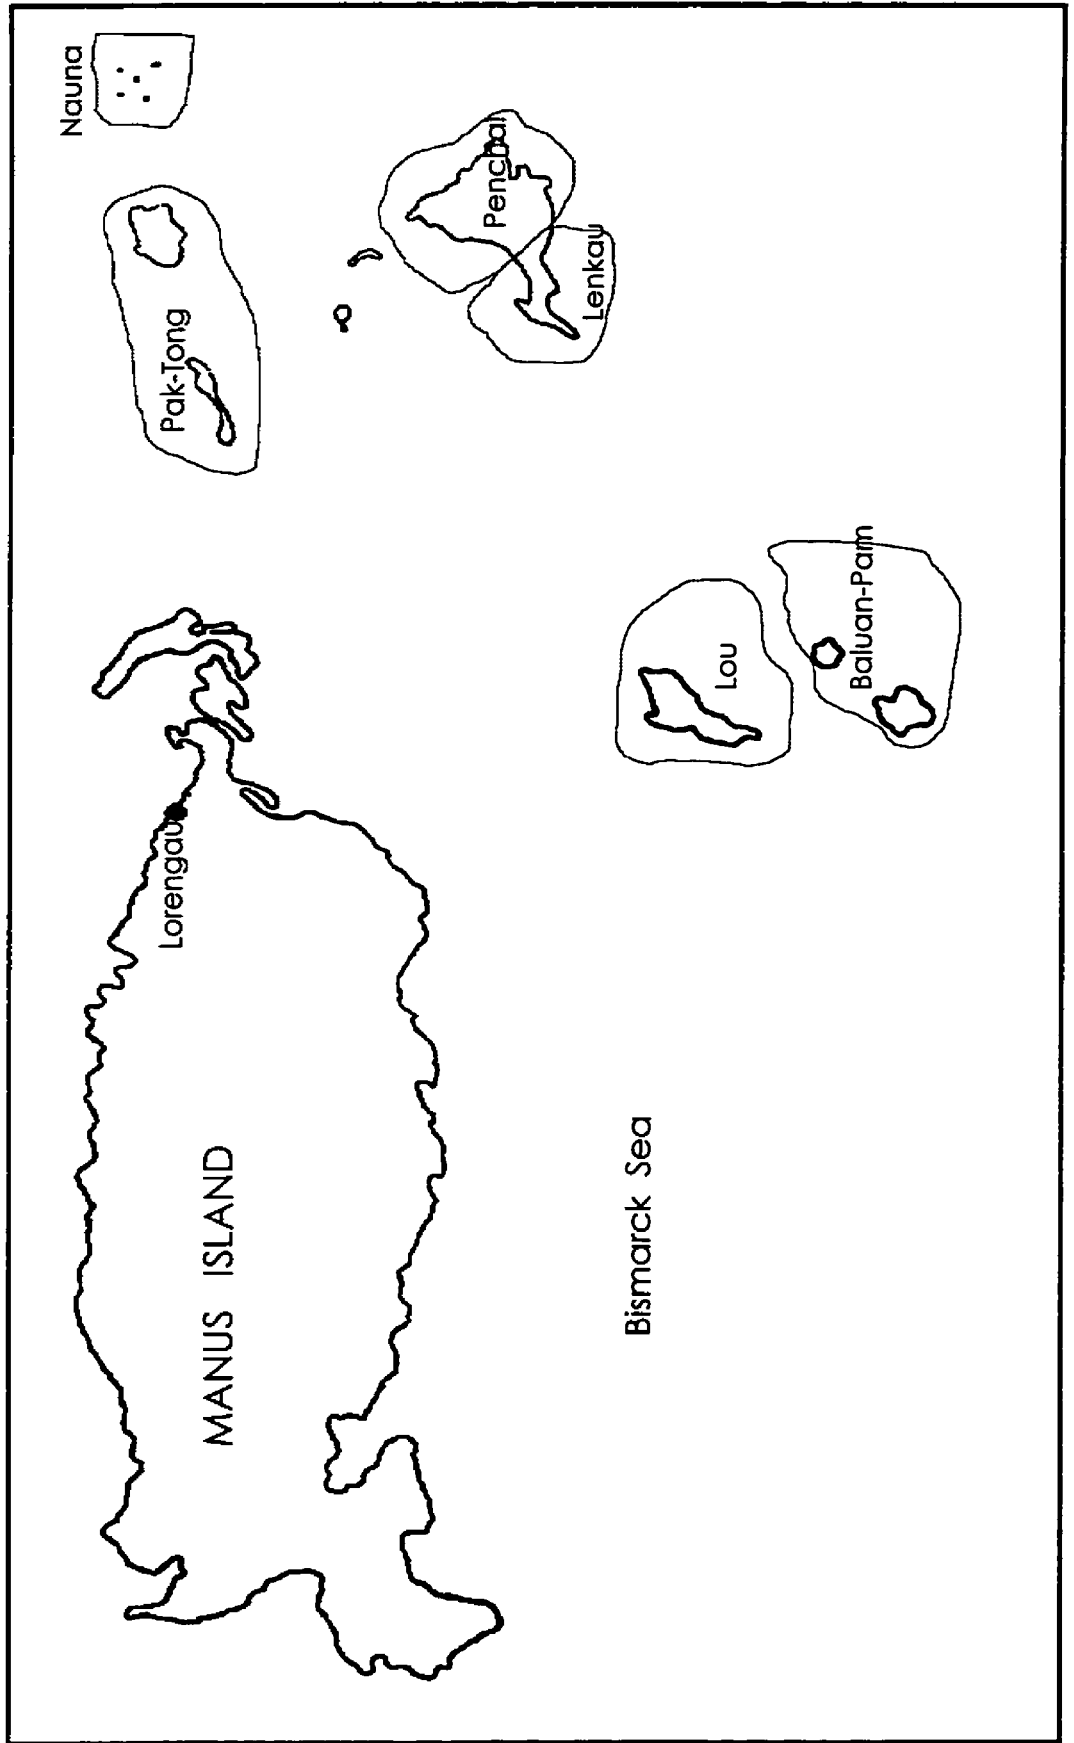 Nauna
Pak-Tong
Penchal
Lenkau
Lorengau
Lou
Baluan-Pam
MANUS ISLAND
Bismarck Sea